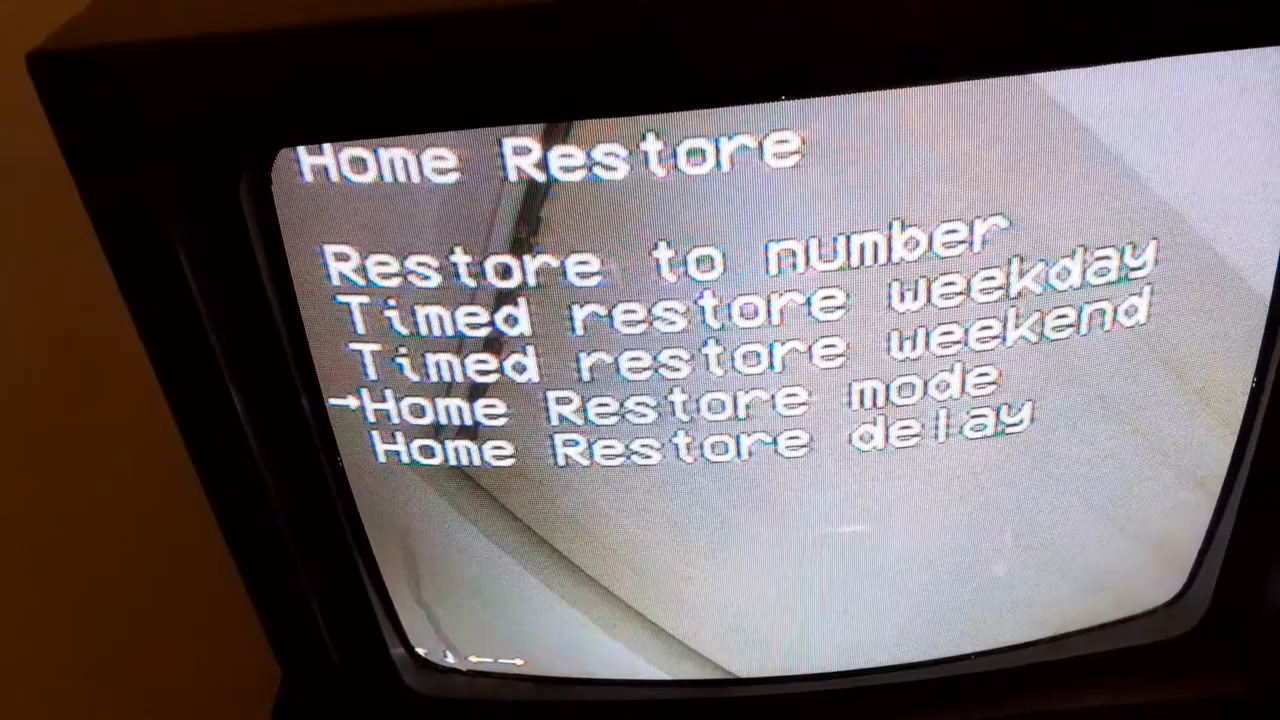 Home Restore
Restore to number
Timed restore weekday
Timed restore weekend
→Home Restore mode
Home Restore delay